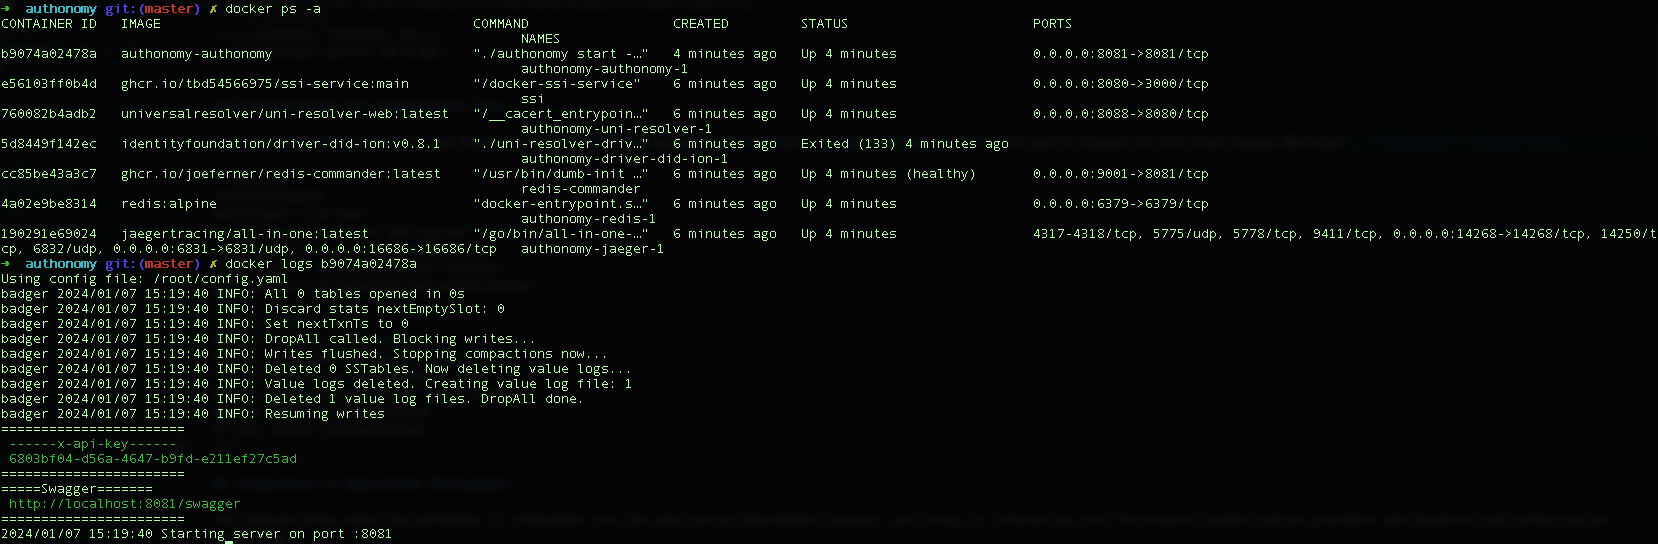 ➜  authonomy git:(master) ✗ docker ps -a
CONTAINER ID   IMAGE                                    COMMAND                  CREATED         STATUS                       PORTS
NAMES
b9074a02478a   authonomy-authonomy                      "./authonomy start -…"   4 minutes ago   Up 4 minutes                 0.0.0.0:8081->8081/tcp
authonomy-authonomy-1
e56103ff0b4d   ghcr.io/tbd54566975/ssi-service:main     "/docker-ssi-service"    6 minutes ago   Up 4 minutes                 0.0.0.0:8080->3000/tcp
ssi
760082b4adb2   universalresolver/uni-resolver-web:latest   "/__cacert_entrypoin…"   6 minutes ago   Up 4 minutes                 0.0.0.0:8088->8080/tcp
authonomy-uni-resolver-1
5d8449f142ec   identityfoundation/driver-did-ion:v0.8.1   "./uni-resolver-driv…"   6 minutes ago   Exited (133) 4 minutes ago
authonomy-driver-did-ion-1
cc85be43a3c7   ghcr.io/joeferner/redis-commander:latest   "/usr/bin/dumb-init …"   6 minutes ago   Up 4 minutes (healthy)       0.0.0.0:9001->8081/tcp
redis-commander
4a02e9be8314   redis:alpine                             "docker-entrypoint.s…"   6 minutes ago   Up 4 minutes                 0.0.0.0:6379->6379/tcp
authonomy-redis-1
190291e69024   jaegertracing/all-in-one:latest          "/go/bin/all-in-one-…"   6 minutes ago   Up 4 minutes                 4317-4318/tcp, 5775/udp, 5778/tcp, 9411/tcp, 0.0.0.0:14268->14268/tcp, 14250/t
cp, 6832/udp, 0.0.0.0:6831->6831/udp, 0.0.0.0:16686->16686/tcp   authonomy-jaeger-1
➜  authonomy git:(master) ✗ docker logs b9074a02478a
Using config file: /root/config.yaml
badger 2024/01/07 15:19:40 INFO: All 0 tables opened in 0s
badger 2024/01/07 15:19:40 INFO: Discard stats nextEmptySlot: 0
badger 2024/01/07 15:19:40 INFO: Set nextTxnTs to 0
badger 2024/01/07 15:19:40 INFO: DropAll called. Blocking writes...
badger 2024/01/07 15:19:40 INFO: Writes flushed. Stopping compactions now...
badger 2024/01/07 15:19:40 INFO: Deleted 0 SSTables. Now deleting value logs...
badger 2024/01/07 15:19:40 INFO: Value logs deleted. Creating value log file: 1
badger 2024/01/07 15:19:40 INFO: Deleted 1 value log files. DropAll done.
badger 2024/01/07 15:19:40 INFO: Resuming writes
=======================
------x-api-key------
6803bf04-d56a-4647-b9fd-e211ef27c5ad
=======================
=====Swagger=======
http://localhost:8081/swagger
=======================
2024/01/07 15:19:40 Starting server on port :8081